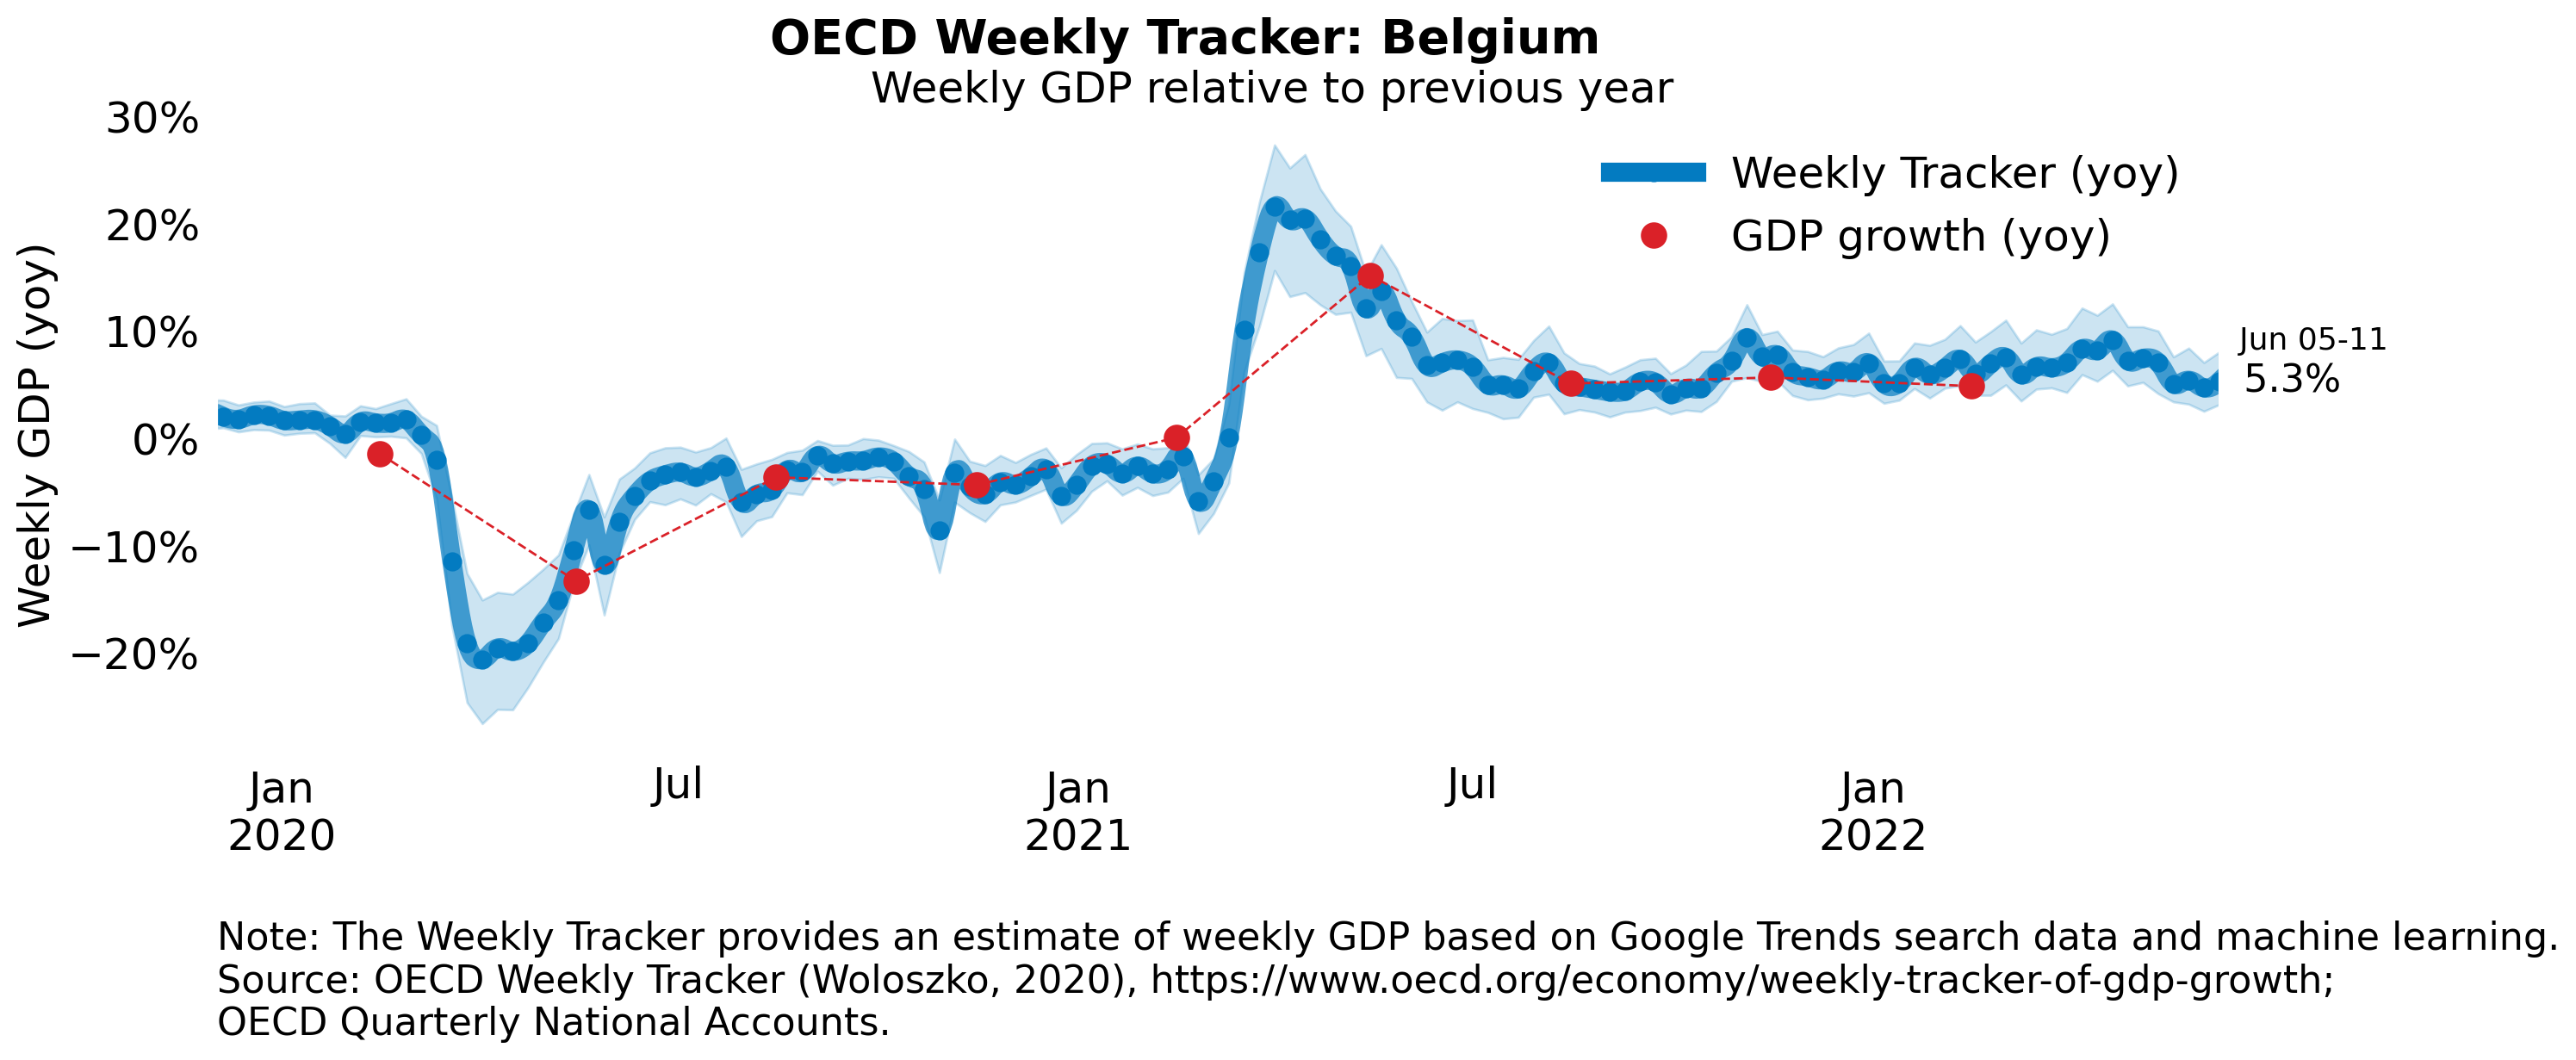 OECD Weekly Tracker: Belgium
Weekly GDP relative to previous year
Weekly GDP (yoy)
30%
20%
10%
0%
−10%
−20%
Weekly Tracker (yoy)
GDP growth (yoy)
Jun 05-11
5.3%
Jan
2020
Jul
Jan
2021
Jul
Jan
2022
Note: The Weekly Tracker provides an estimate of weekly GDP based on Google Trends search data and machine learning.
Source: OECD Weekly Tracker (Woloszko, 2020), https://www.oecd.org/economy/weekly-tracker-of-gdp-growth;
OECD Quarterly National Accounts.